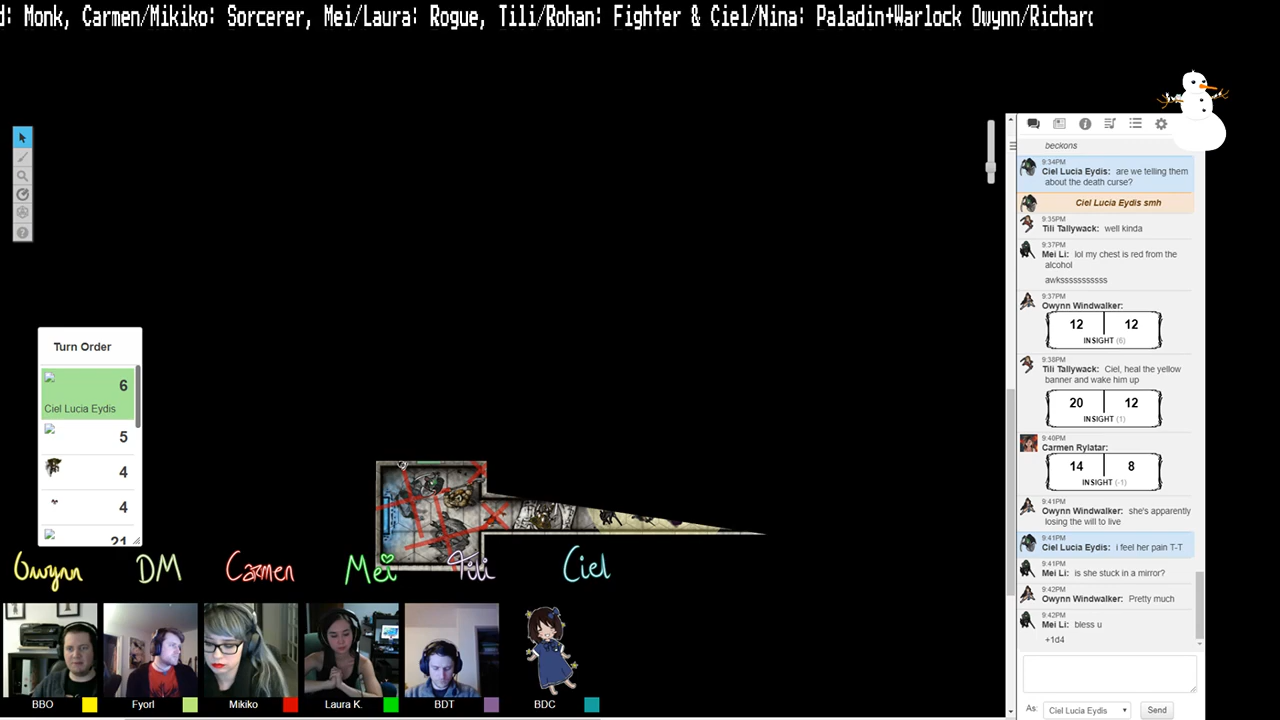 d: Monk, Carmen/Mikiko: Sorcerer, Mei/Laura: Rogue, Tili/Rohan: Fighter & Ciel/Nina: Paladin+Warlock Owynn/Richard
beckons
9:34PM
Ciel Lucia Eydis: are we telling them
about the death curse?
Ciel Lucia Eydis smh
9:35PM
Tili Tallywack: well kinda
9:37PM
Mei Li: lol my chest is red from the
alcohol
awkssssssssssss
9:37PM
Owynn Windwalker:
12 12
INSIGHT (6)
9:38PM
Tili Tallywack: Ciel, heal the yellow
banner and wake him up
20 12
INSIGHT (1)
9:40PM
Carmen Rylatar:
14 8
INSIGHT (-1)
9:41PM
Owynn Windwalker: she's apparently
losing the will to live
9:41PM
Ciel Lucia Eydis: i feel her pain T-T
9:41PM
Mei Li: is she stuck in a mirror?
9:42PM
Owynn Windwalker: Pretty much
9:42PM
Mei Li: bless u
+1d4
As: Ciel Lucia Eydis Send
Turn Order
6
Ciel Lucia Eydis
5
4
4
21
Owynn DM Carmen Mei Tili Ciel
BBO Fyorl Mikiko Laura K. BDT BDC